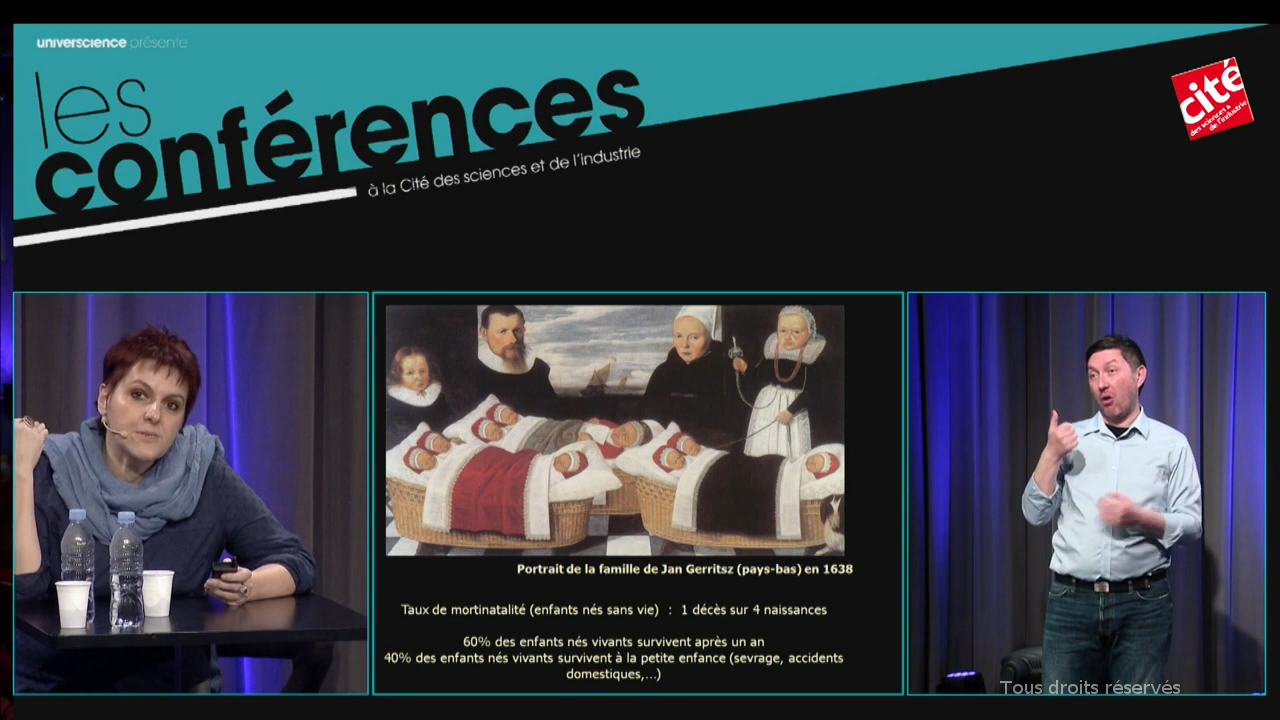 universcience présente
les
conférences
à la Cité des sciences et de l'industrie
cité
des sciences &
de l'industrie
Portrait de la famille de Jan Gerritsz (pays-bas) en 1638
Taux de mortinatalité (enfants nés sans vie) : 1 décès sur 4 naissances
60% des enfants nés vivants survivent après un an
40% des enfants nés vivants survivent à la petite enfance (sevrage, accidents
domestiques,...)
Tous droits réservés